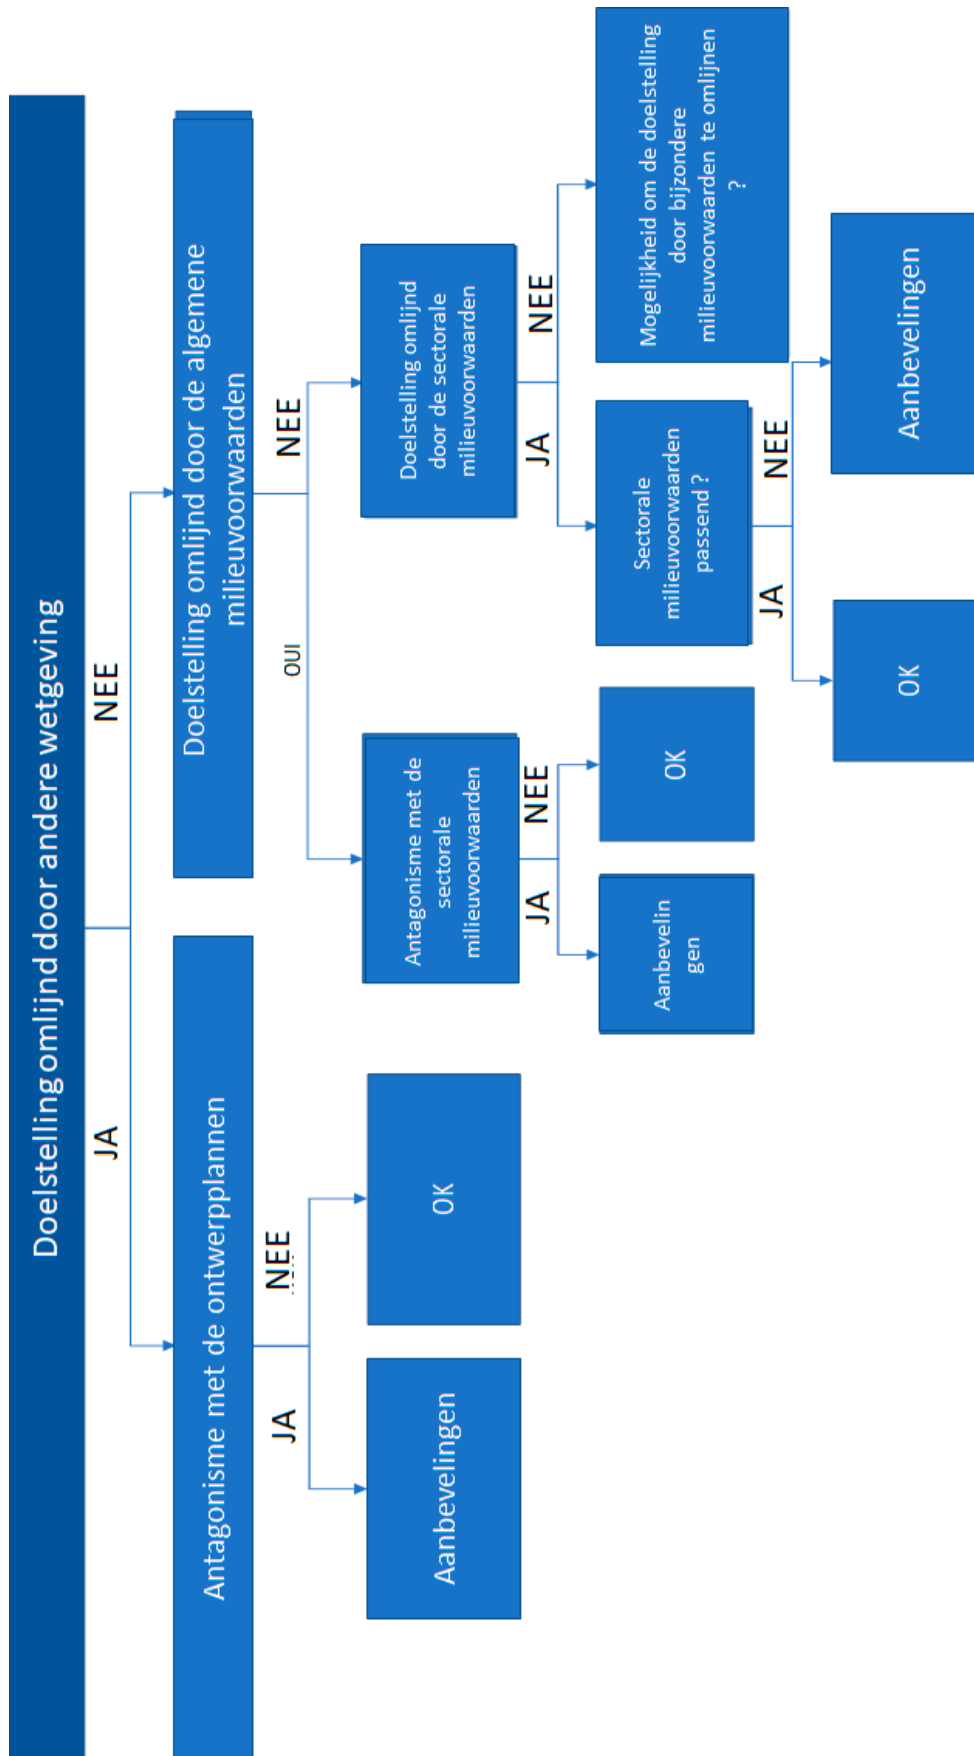 Doelstelling omlijnd door andere wetgeving
JA
NEE
Antagonisme met de ontwerpplannen
Doelstelling omlijnd door de algemene
milieuvoorwaarden
JA
NEE
OUI
NEE
Aanbevelingen
OK
Antagonisme met de
sectorale
milieuvoorwaarden
Doelstelling omlijnd
door de sectorale
milieuvoorwaarden
JA
NEE
JA
NEE
Aanbevelin
gen
OK
Sectorale
milieuvoorwaarden
passend ?
Mogelijkheid om de doelstelling
door bijzondere
milieuvoorwaarden te omlijnen
?
JA
NEE
OK
Aanbevelingen